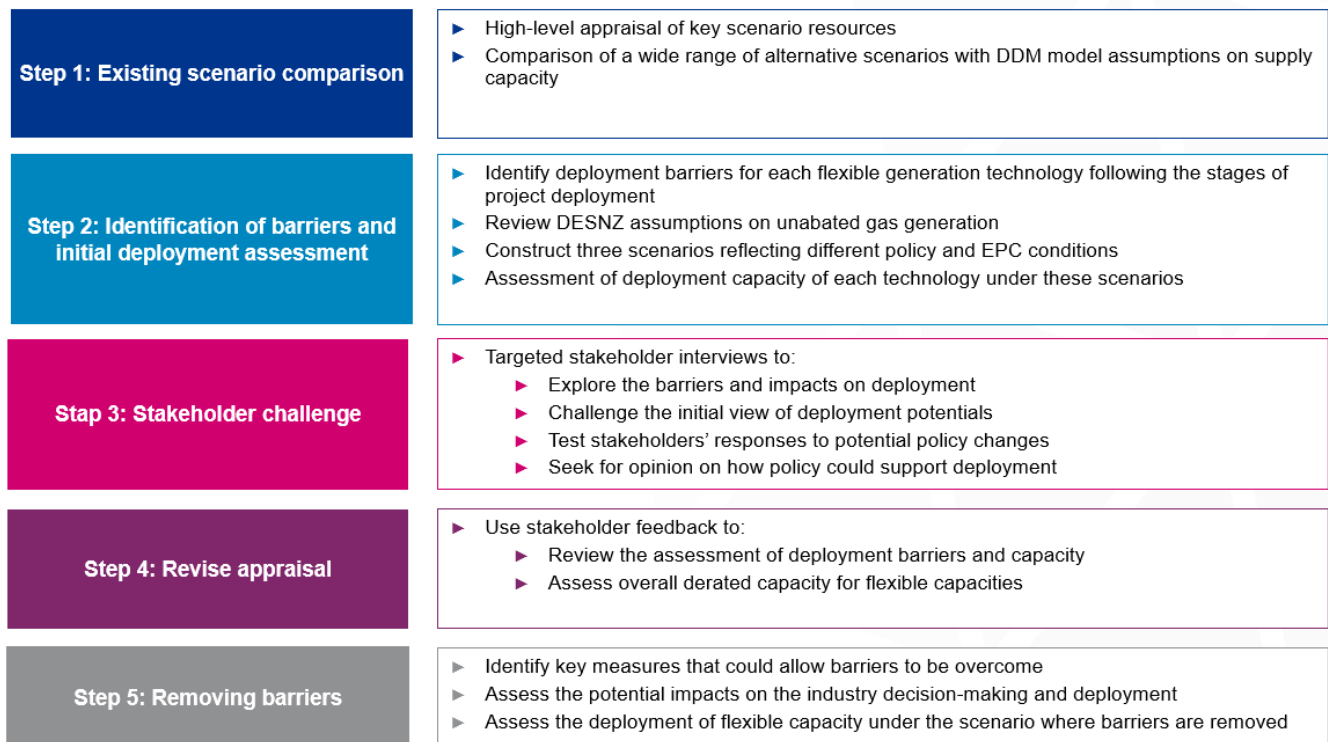 Step 1: Existing scenario comparison
► High-level appraisal of key scenario resources
► Comparison of a wide range of alternative scenarios with DDM model assumptions on supply
capacity
Step 2: Identification of barriers and
initial deployment assessment
► Identify deployment barriers for each flexible generation technology following the stages of
project deployment
► Review DESNZ assumptions on unabated gas generation
► Construct three scenarios reflecting different policy and EPC conditions
► Assessment of deployment capacity of each technology under these scenarios
Stap 3: Stakeholder challenge
► Targeted stakeholder interviews to:
► Explore the barriers and impacts on deployment
► Challenge the initial view of deployment potentials
► Test stakeholders’ responses to potential policy changes
► Seek for opinion on how policy could support deployment
Step 4: Revise appraisal
► Use stakeholder feedback to:
► Review the assessment of deployment barriers and capacity
► Assess overall derated capacity for flexible capacities
Step 5: Removing barriers
► Identify key measures that could allow barriers to be overcome
► Assess the potential impacts on the industry decision-making and deployment
► Assess the deployment of flexible capacity under the scenario where barriers are removed